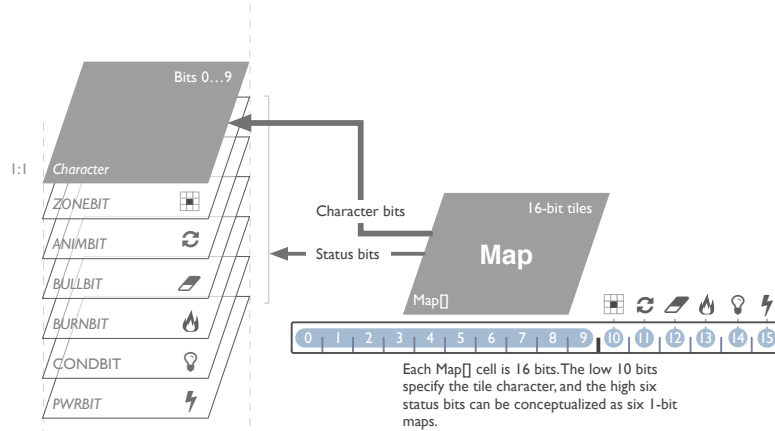 Bits 0…9
1:1
Character
ZONEBIT
ANIMBIT
BULLBIT
BURNBIT
CONDBIT
PWRBIT
Character bits
Status bits
16-bit tiles
Map
Map[]
0 1 2 3 4 5 6 7 8 9 10 11 12 13 14 15
Each Map[] cell is 16 bits. The low 10 bits
specify the tile character, and the high six
status bits can be conceptualized as six 1-bit
maps.